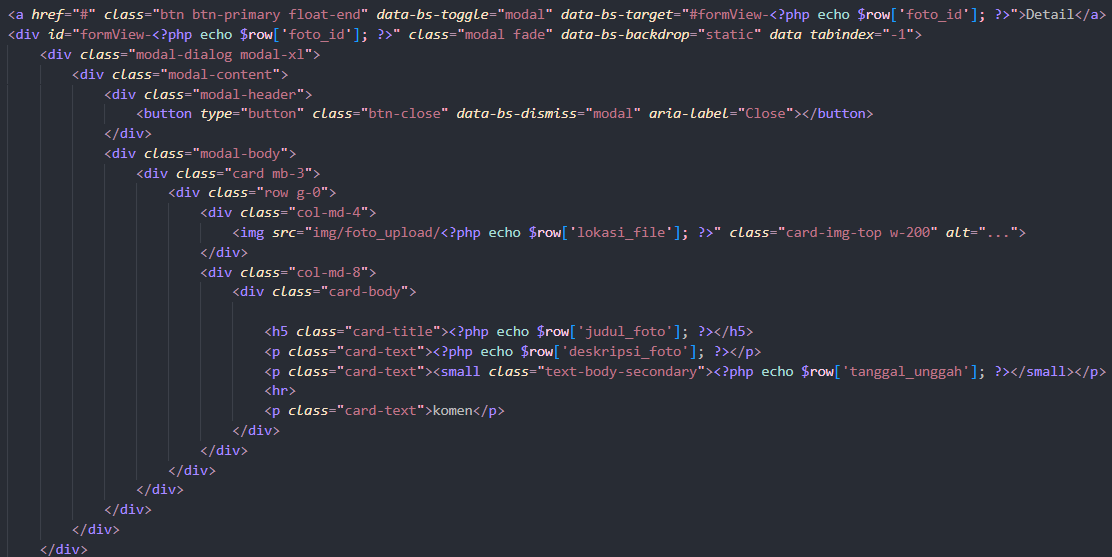 <a href="#" class="btn btn-primary float-end" data-bs-toggle="modal" data-bs-target="#formView-<?php echo $row['foto_id']; ?>">Detail</a>
<div id="formView-<?php echo $row['foto_id']; ?>" class="modal fade" data-bs-backdrop="static" data tabindex="-1">
<div class="modal-dialog modal-xl">
<div class="modal-content">
<div class="modal-header">
<button type="button" class="btn-close" data-bs-dismiss="modal" aria-label="Close"></button>
</div>
<div class="modal-body">
<div class="card mb-3">
<div class="row g-0">
<div class="col-md-4">
<img src="img/foto_upload/<?php echo $row['lokasi_file']; ?>" class="card-img-top w-200" alt="...">
</div>
<div class="col-md-8">
<div class="card-body">
<h5 class="card-title"><?php echo $row['judul_foto']; ?></h5>
<p class="card-text"><?php echo $row['deskripsi_foto']; ?></p>
<p class="card-text"><small class="text-body-secondary"><?php echo $row['tanggal_unggah']; ?></small></p>
<hr>
<p class="card-text">komen</p>
</div>
</div>
</div>
</div>
</div>
</div>
</div>